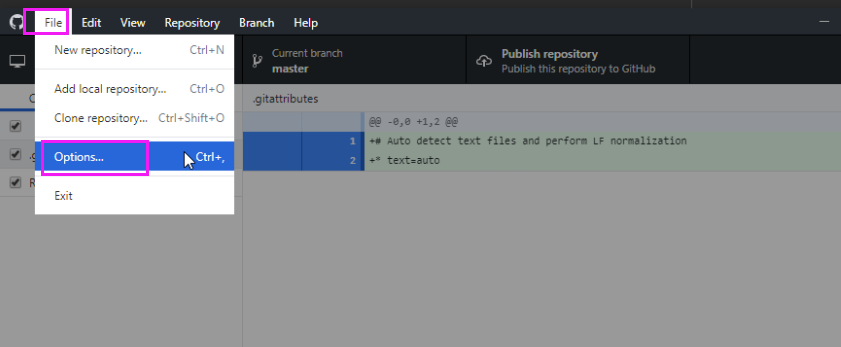 File Edit View Repository Branch Help
New repository... Ctrl+N
Add local repository... Ctrl+O
Clone repository... Ctrl+Shift+O
Options... Ctrl+,
Exit
Current branch
master
Publish repository
Publish this repository to GitHub
.gitattributes
@@ -0,0 +1,2 @@
1 +# Auto detect text files and perform LF normalization
2 +* text=auto